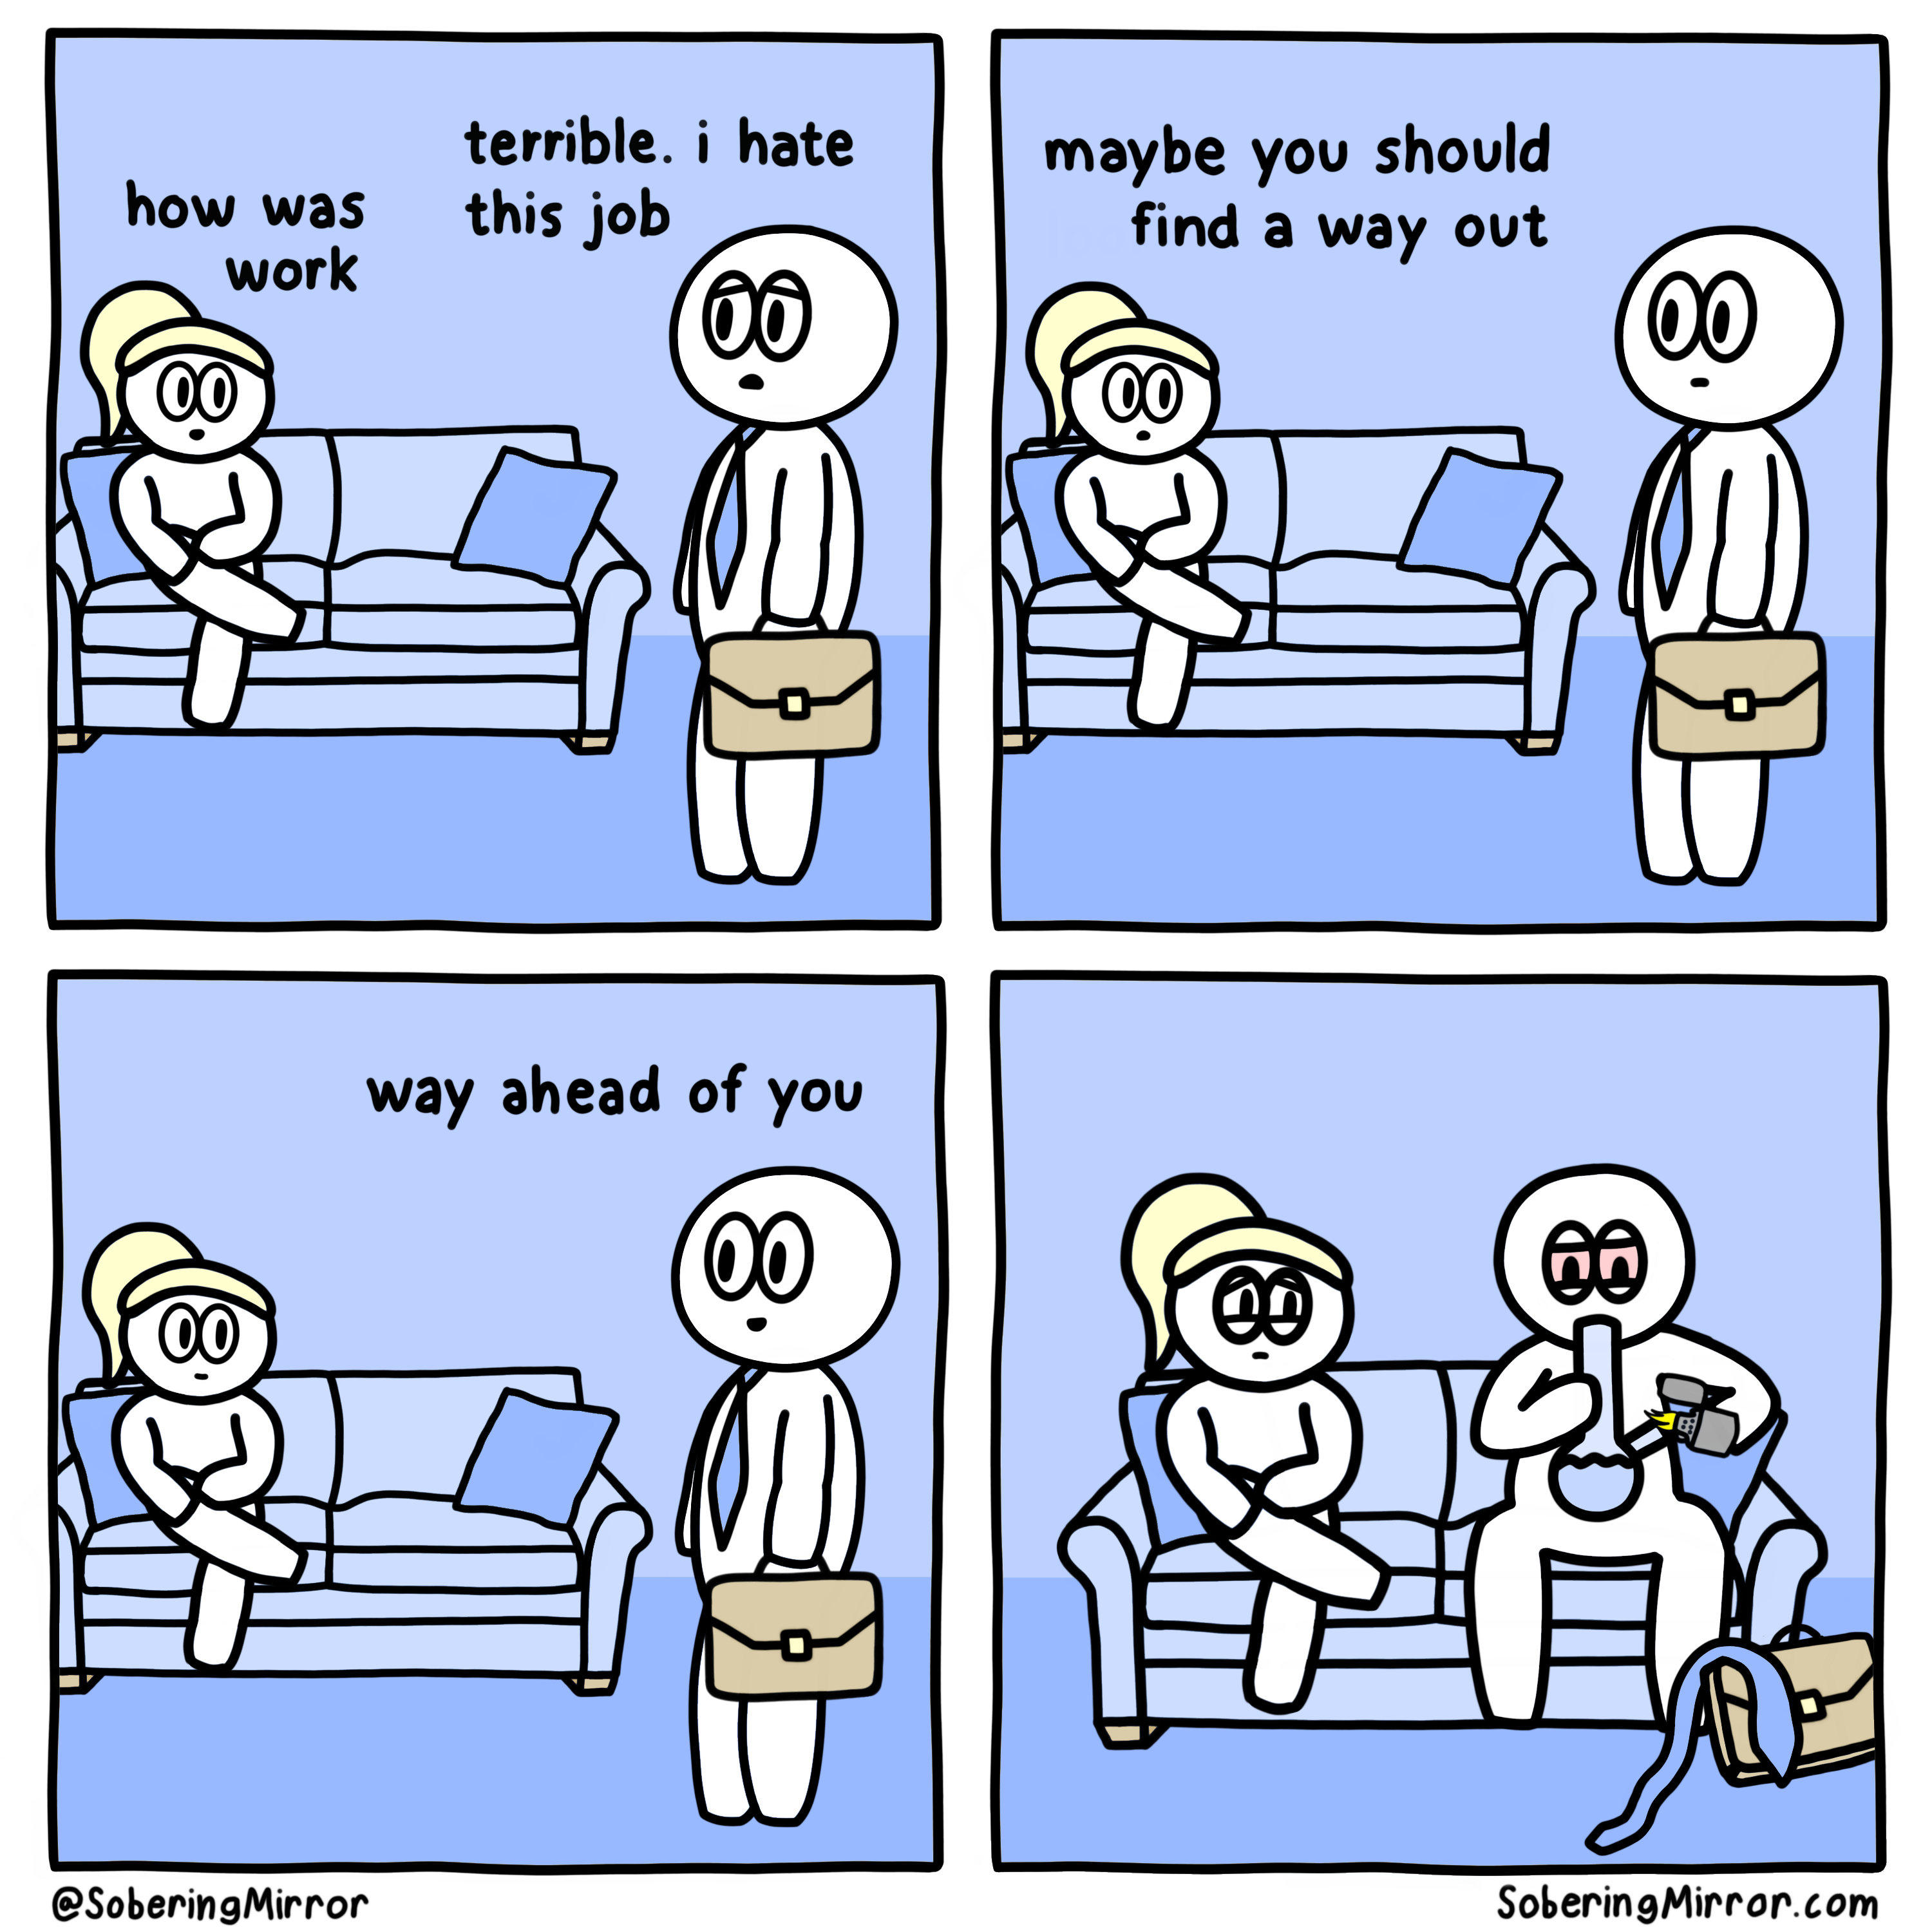 how was
work
terrible. i hate
this job
maybe you should
find a way out
way ahead of you
@SoberingMirror
SoberingMirror.com